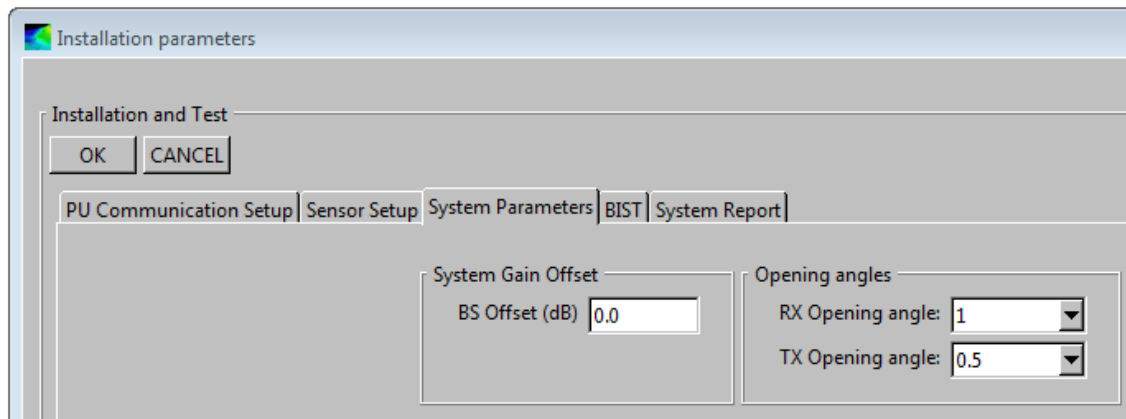 Installation parameters
Installation and Test
OK CANCEL
PU Communication Setup Sensor Setup System Parameters BIST System Report
System Gain Offset Opening angles
BS Offset (dB) 0.0 RX Opening angle: 1
TX Opening angle: 0.5